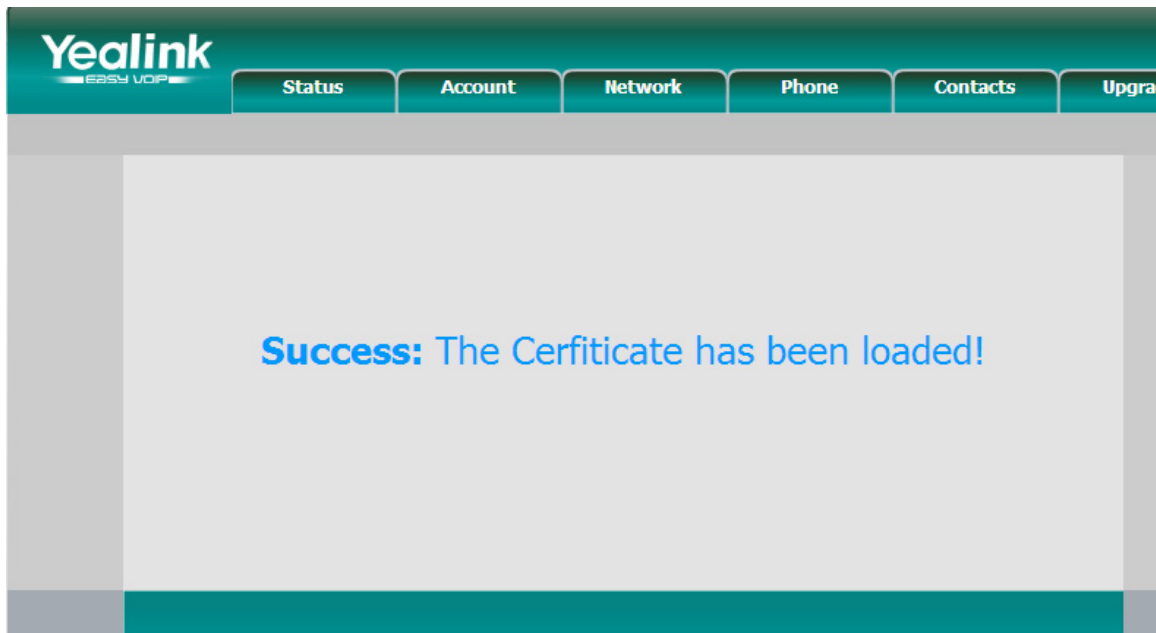 Yealink
EASY VOIP
Status Account Network Phone Contacts Upgra
Success: The Cerfiticate has been loaded!